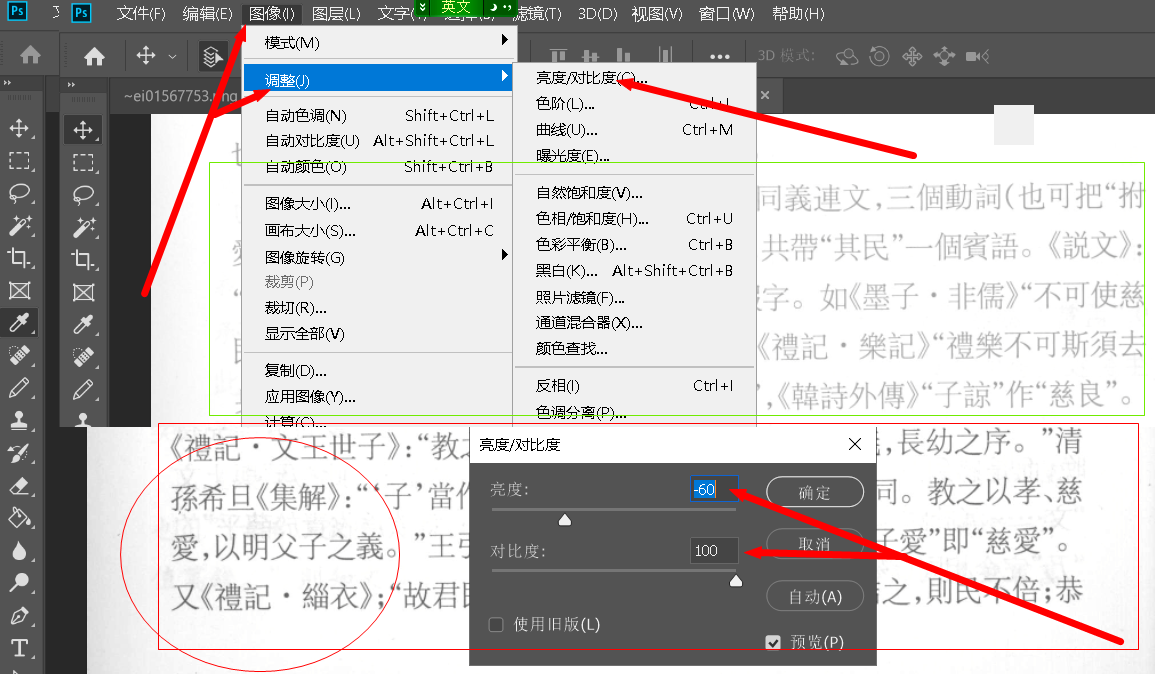 Ps
Ps
文件(F) 编辑(E) 图像(I) 图层(L) 文字(Y) 滤镜(T) 3D(D) 视图(V) 窗口(W) 帮助(H)
英文
3D 模式:
模式(M)
调整(J)
自动色调(N) Shift+Ctrl+L
自动对比度(U) Alt+Shift+Ctrl+L
自动颜色(O) Shift+Ctrl+B
图像大小(I)... Alt+Ctrl+I
画布大小(S)... Alt+Ctrl+C
图像旋转(G)
裁剪(P)
裁切(R)...
显示全部(V)
复制(D)...
应用图像(Y)...
计算(C)...
亮度/对比度(C)...
色阶(L)... Ctrl+L
曲线(U)... Ctrl+M
曝光度(E)...
自然饱和度(V)...
色相/饱和度(H)... Ctrl+U
色彩平衡(B)... Ctrl+B
黑白(K)... Alt+Shift+Ctrl+B
照片滤镜(F)...
通道混合器(X)...
颜色查找...
反相(I) Ctrl+I
色调分离(P)...
~ei01567753.png
同義連文,三個動詞(也可把“拊
共帶“其民”一個賓語。《説文》:
字。如《墨子·非儒》“不可使慈
《禮記·樂記》“禮樂不可斯須去
,《韓詩外傳》“子諒”作“慈良”。
《禮記·文王世子》:“教之
,長幼之序。”清
孫希旦《集解》:“‘子’當作
同。教之以孝、慈
愛,以明父子之義。”王引
子愛”即“慈愛”。
又《禮記·緇衣》;“故君民
之,則民不倍;恭
亮度/对比度
亮度: -60
对比度: 100
使用旧版(L)
确定
取消
自动(A)
预览(P)
T